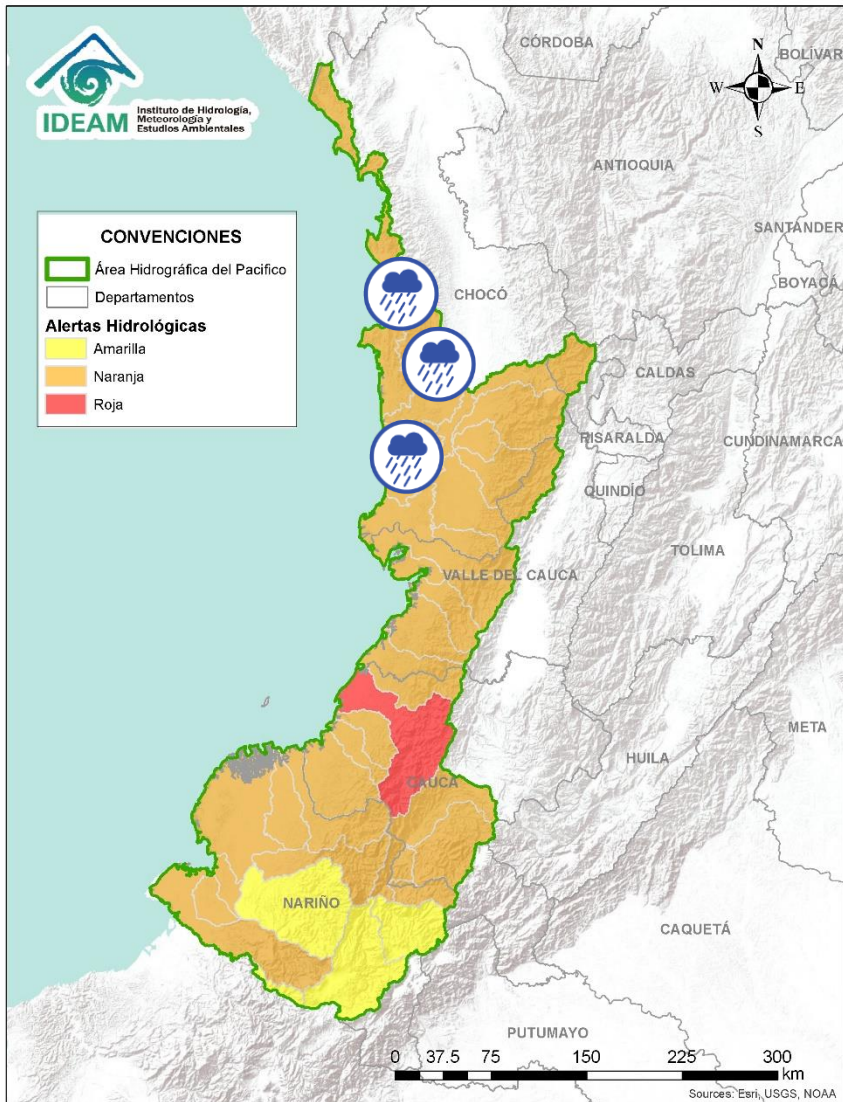 IDEAM
Instituto de Hidrología,
Meteorología y
Estudios Ambientales
N
W
E
S
CONVENCIONES
Área Hidrográfica del Pacifico
Departamentos
Alertas Hidrológicas
Amarilla
Naranja
Roja
CÓRDOBA
BOLÍVAR
ANTIOQUIA
SANTANDER
BOYACÁ
CHOCÓ
CALDAS
RISARALDA
CUNDINAMARCA
QUINDÍO
TOLIMA
VALLE DEL CAUCA
META
HUILA
CAUCA
NARIÑO
CAQUETÁ
PUTUMAYO
0 37.5 75 150 225 300
km
Sources: Esri, USGS, NOAA